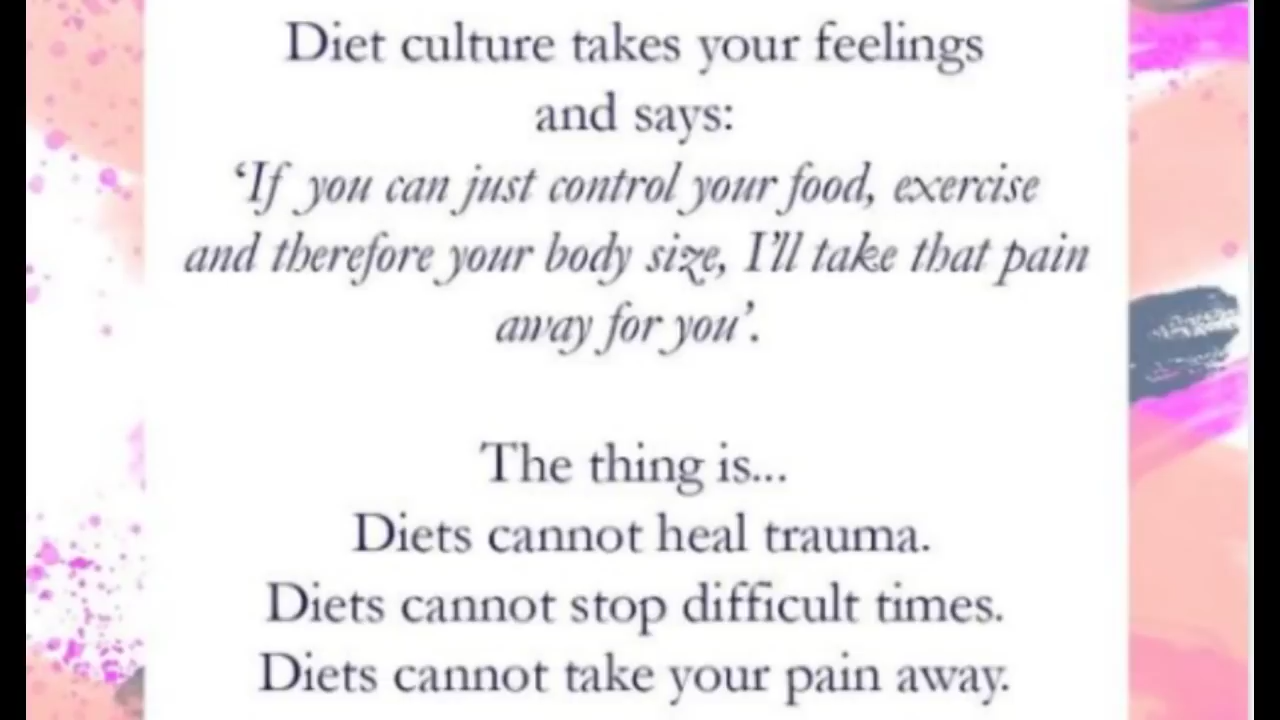 Diet culture takes your feelings
and says:
‘If you can just control your food, exercise
and therefore your body size, I’ll take that pain
away for you’.
The thing is...
Diets cannot heal trauma.
Diets cannot stop difficult times.
Diets cannot take your pain away.